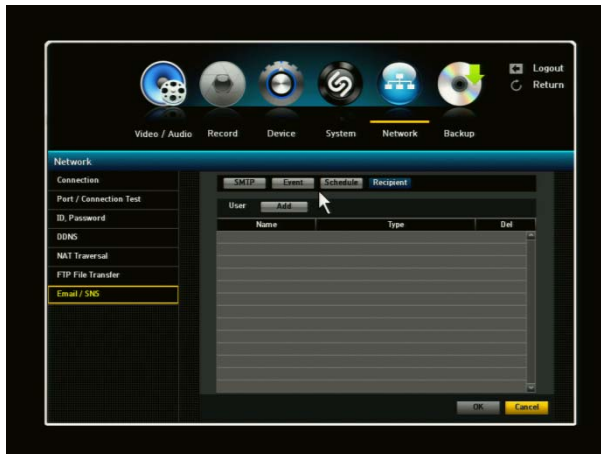 Logout
Return
Video / Audio Record Device System Network Backup
Network
Connection
Port / Connection Test
ID, Password
DDNS
NAT Traversal
FTP File Transfer
Email / SNS
SMTP Event Schedule Recipient
User Add
Name Type Del
OK Cancel